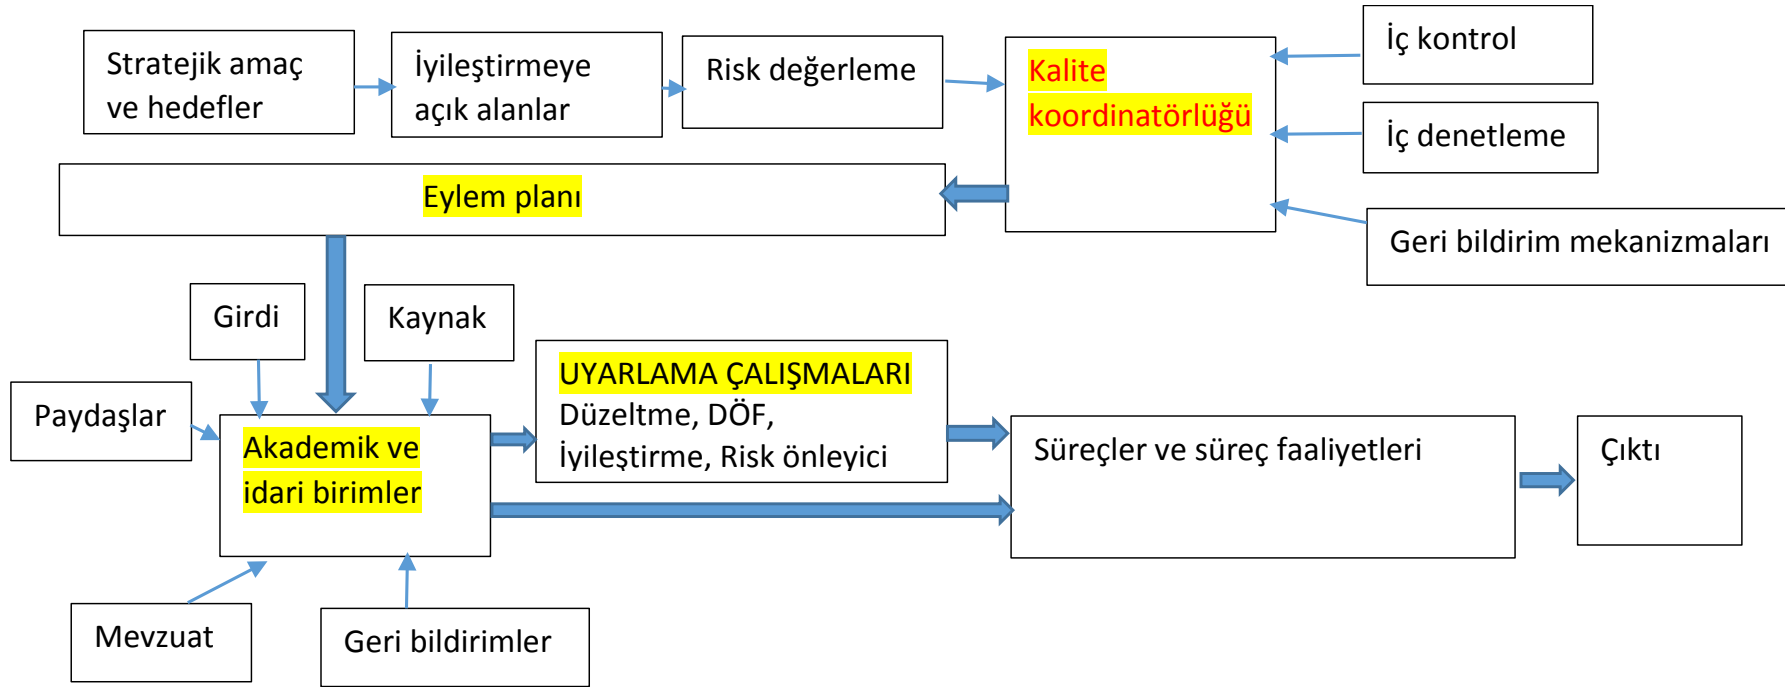 Stratejik amaç
ve hedefler
İyileştirmeye
açık alanlar
Risk değerleme
Kalite
koordinatörlüğü
İç kontrol
İç denetleme
Geri bildirim mekanizmaları
Eylem planı
Girdi
Kaynak
Paydaşlar
Akademik ve
idari birimler
UYARLAMA ÇALIŞMALARI
Düzeltme, DÖF,
İyileştirme, Risk önleyici
Süreçler ve süreç faaliyetleri
Çıktı
Mevzuat
Geri bildirimler